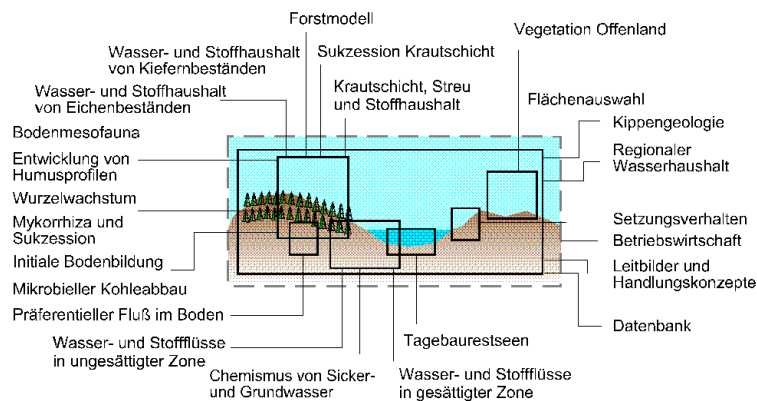 Forstmodell
Vegetation Offenland
Wasser- und Stoffhaushalt
von Kiefernbeständen
Sukzession Krautschicht
Wasser- und Stoffhaushalt
von Eichenbeständen
Krautschicht, Streu
und Stoffhaushalt
Flächenauswahl
Bodenmesofauna
Entwicklung von
Humusprofilen
Wurzelwachstum
Mykorrhiza und
Sukzession
Initiale Bodenbildung
Mikrobieller Kohleabbau
Präferentieller Fluß im Boden
Kippengeologie
Regionaler
Wasserhaushalt
Setzungsverhalten
Betriebswirtschaft
Leitbilder und
Handlungskonzepte
Datenbank
Wasser- und Stoffflüsse
in ungesättigter Zone
Chemismus von Sicker-
und Grundwasser
Tagebaurestseen
Wasser- und Stoffflüsse
in gesättigter Zone